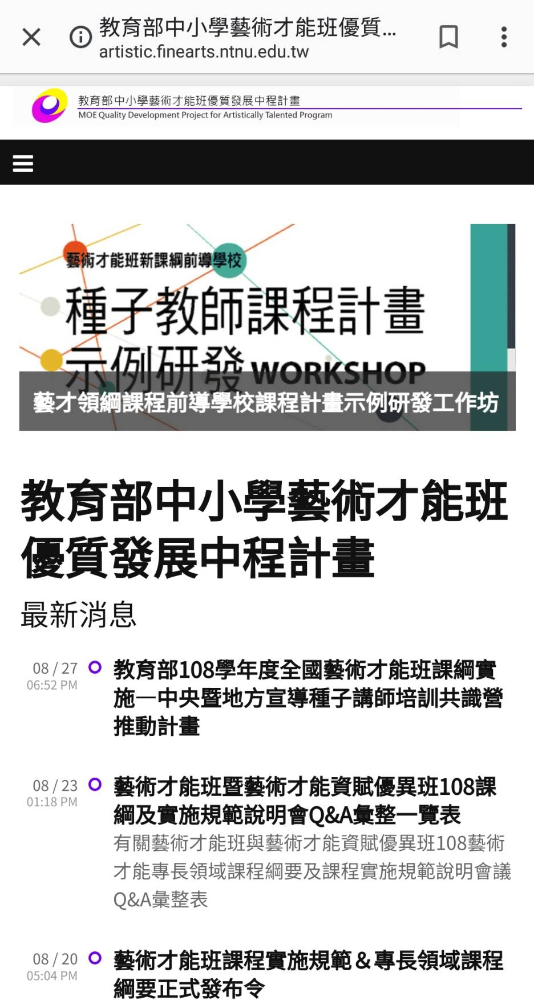 教育部中小學藝術才能班優質...
artistic.finearts.ntnu.edu.tw
教育部中小學藝術才能班優質發展中程計畫
MOE Quality Development Project for Artistically Talented Program
藝術才能班新課綱前導學校
種子教師課程計畫
示例研發 WORKSHOP
藝才領綱課程前導學校課程計畫示例研發工作坊
教育部中小學藝術才能班
優質發展中程計畫
最新消息
08 / 27
06:52 PM
教育部108學年度全國藝術才能班課綱實
施—中央暨地方宣導種子講師培訓共識營
推動計畫
08 / 23
01:18 PM
藝術才能班暨藝術才能資賦優異班108課
綱及實施規範說明會Q&A彙整一覽表
有關藝術才能班與藝術才能資賦優異班108藝術
才能專長領域課程綱要及課程實施規範說明會議
Q&A彙整表
08 / 20
05:04 PM
藝術才能班課程實施規範＆專長領域課程
綱要正式發布令